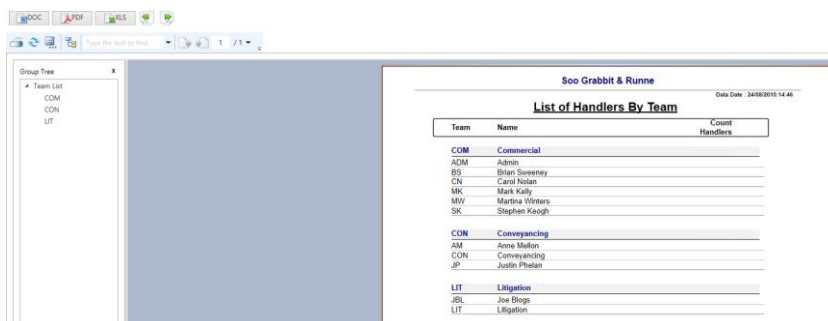 DOC PDF XLS
Type the text to find 1 / 1
Group Tree x
Team List
COM
CON
LIT
Soo Grabbit & Runne
Data Date : 24/08/2015 14:46
List of Handlers By Team
Team Name Count Handlers
COM Commercial
ADM Admin
BS Brian Sweeney
CN Carol Nolan
MK Mark Kelly
MW Martina Winters
SK Stephen Keogh
CON Conveyancing
AM Anne Mellon
CON Conveyancing
JP Justin Phelan
LIT Litigation
JBL Joe Blogs
LIT Litigation